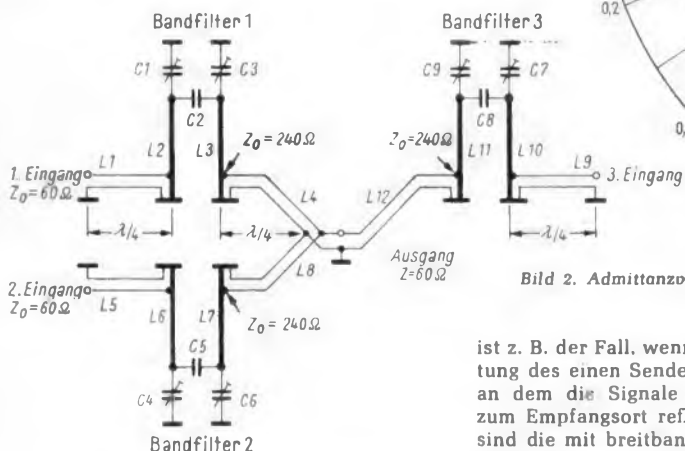 Bandfilter 1
Bandfilter 3
0,2
0,
C1
C3
C9
C7
C2
C8
Z₀ = 240 Ω
Z₀=240Ω
L2
L3
L11
L10
L1
L4
L12
L9
1. Eingang
Z₀=60Ω
3. Eingang
λ/4
λ/4
λ/4
L8
Ausgang
Z=60Ω
2. Eingang
Z₀=60Ω
L5
L6
L7
Z₀ = 240Ω
C5
C4
C6
Bandfilter 2
Bild 2. Admittanzo
ist z. B. der Fall, wenn
tung des einen Sende
an dem die Signale
zum Empfangsort ref
sind die mit breitban